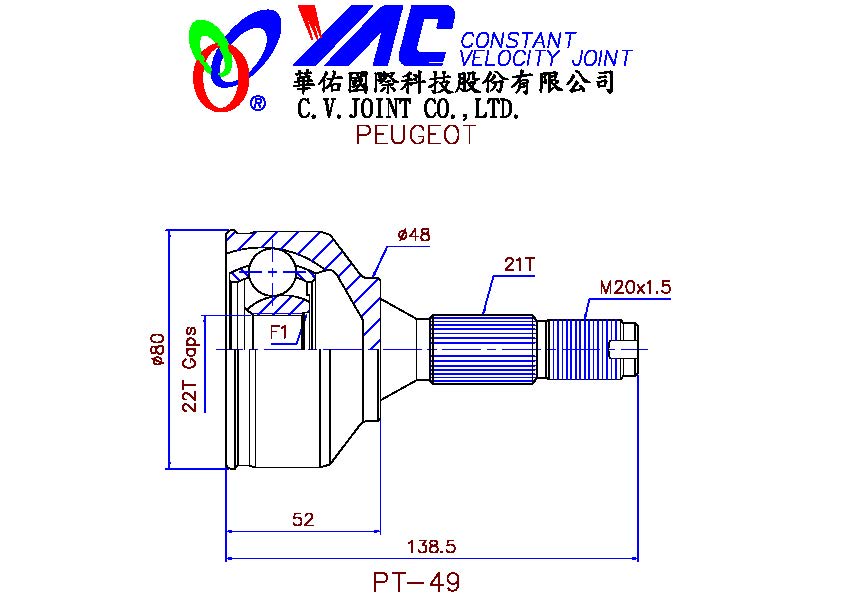 YAC CONSTANT
VELOCITY JOINT
華佑國際科技股份有限公司
®
C.V.JOINT CO.,LTD.
PEUGEOT
ø48
21T
M20x1.5
F1
ø80
22T Gaps
52
138.5
PT-49